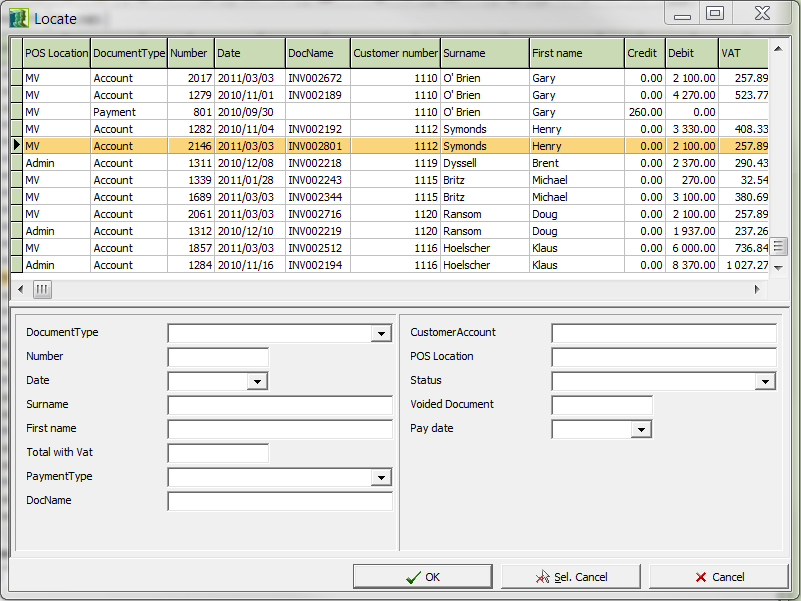 Locate
POS Location DocumentType Number Date DocName Customer number Surname First name Credit Debit VAT
MV Account 2017 2011/03/03 INV002672 1110 O' Brien Gary 0.00 2 100.00 257.89
MV Account 1279 2010/11/01 INV002189 1110 O' Brien Gary 0.00 4 270.00 523.77
MV Payment 801 2010/09/30 1110 O' Brien Gary 260.00 0.00
MV Account 1282 2010/11/04 INV002192 1112 Symonds Henry 0.00 3 330.00 408.33
MV Account 2146 2011/03/03 INV002801 1112 Symonds Henry 0.00 2 100.00 257.89
Admin Account 1311 2010/12/08 INV002218 1119 Dyssell Brent 0.00 2 370.00 290.43
MV Account 1339 2011/01/28 INV002243 1115 Britz Michael 0.00 270.00 32.54
MV Account 1689 2011/03/03 INV002344 1115 Britz Michael 0.00 3 100.00 380.69
MV Account 2061 2011/03/03 INV002716 1120 Ransom Doug 0.00 2 100.00 257.89
Admin Account 1312 2010/12/10 INV002219 1120 Ransom Doug 0.00 1 937.00 237.26
MV Account 1857 2011/03/03 INV002512 1116 Hoelscher Klaus 0.00 6 000.00 736.84
Admin Account 1284 2010/11/16 INV002194 1116 Hoelscher Klaus 0.00 8 370.00 1 027.27
DocumentType
Number
Date
Surname
First name
Total with Vat
PaymentType
DocName
CustomerAccount
POS Location
Status
Voided Document
Pay date
OK Sel. Cancel Cancel